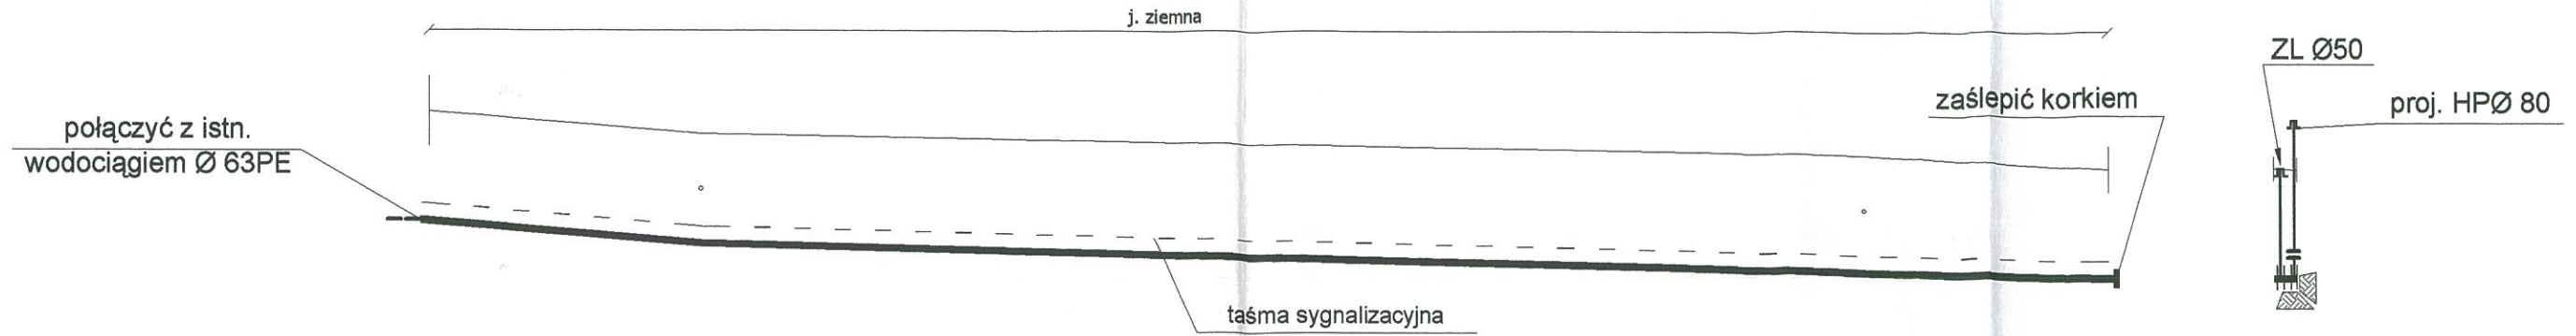 j. ziemna
ZL Ø50
zaślepić korkiem
proj. HPØ 80
połączyć z istn.
wodociągiem Ø 63PE
taśma sygnalizacyjna